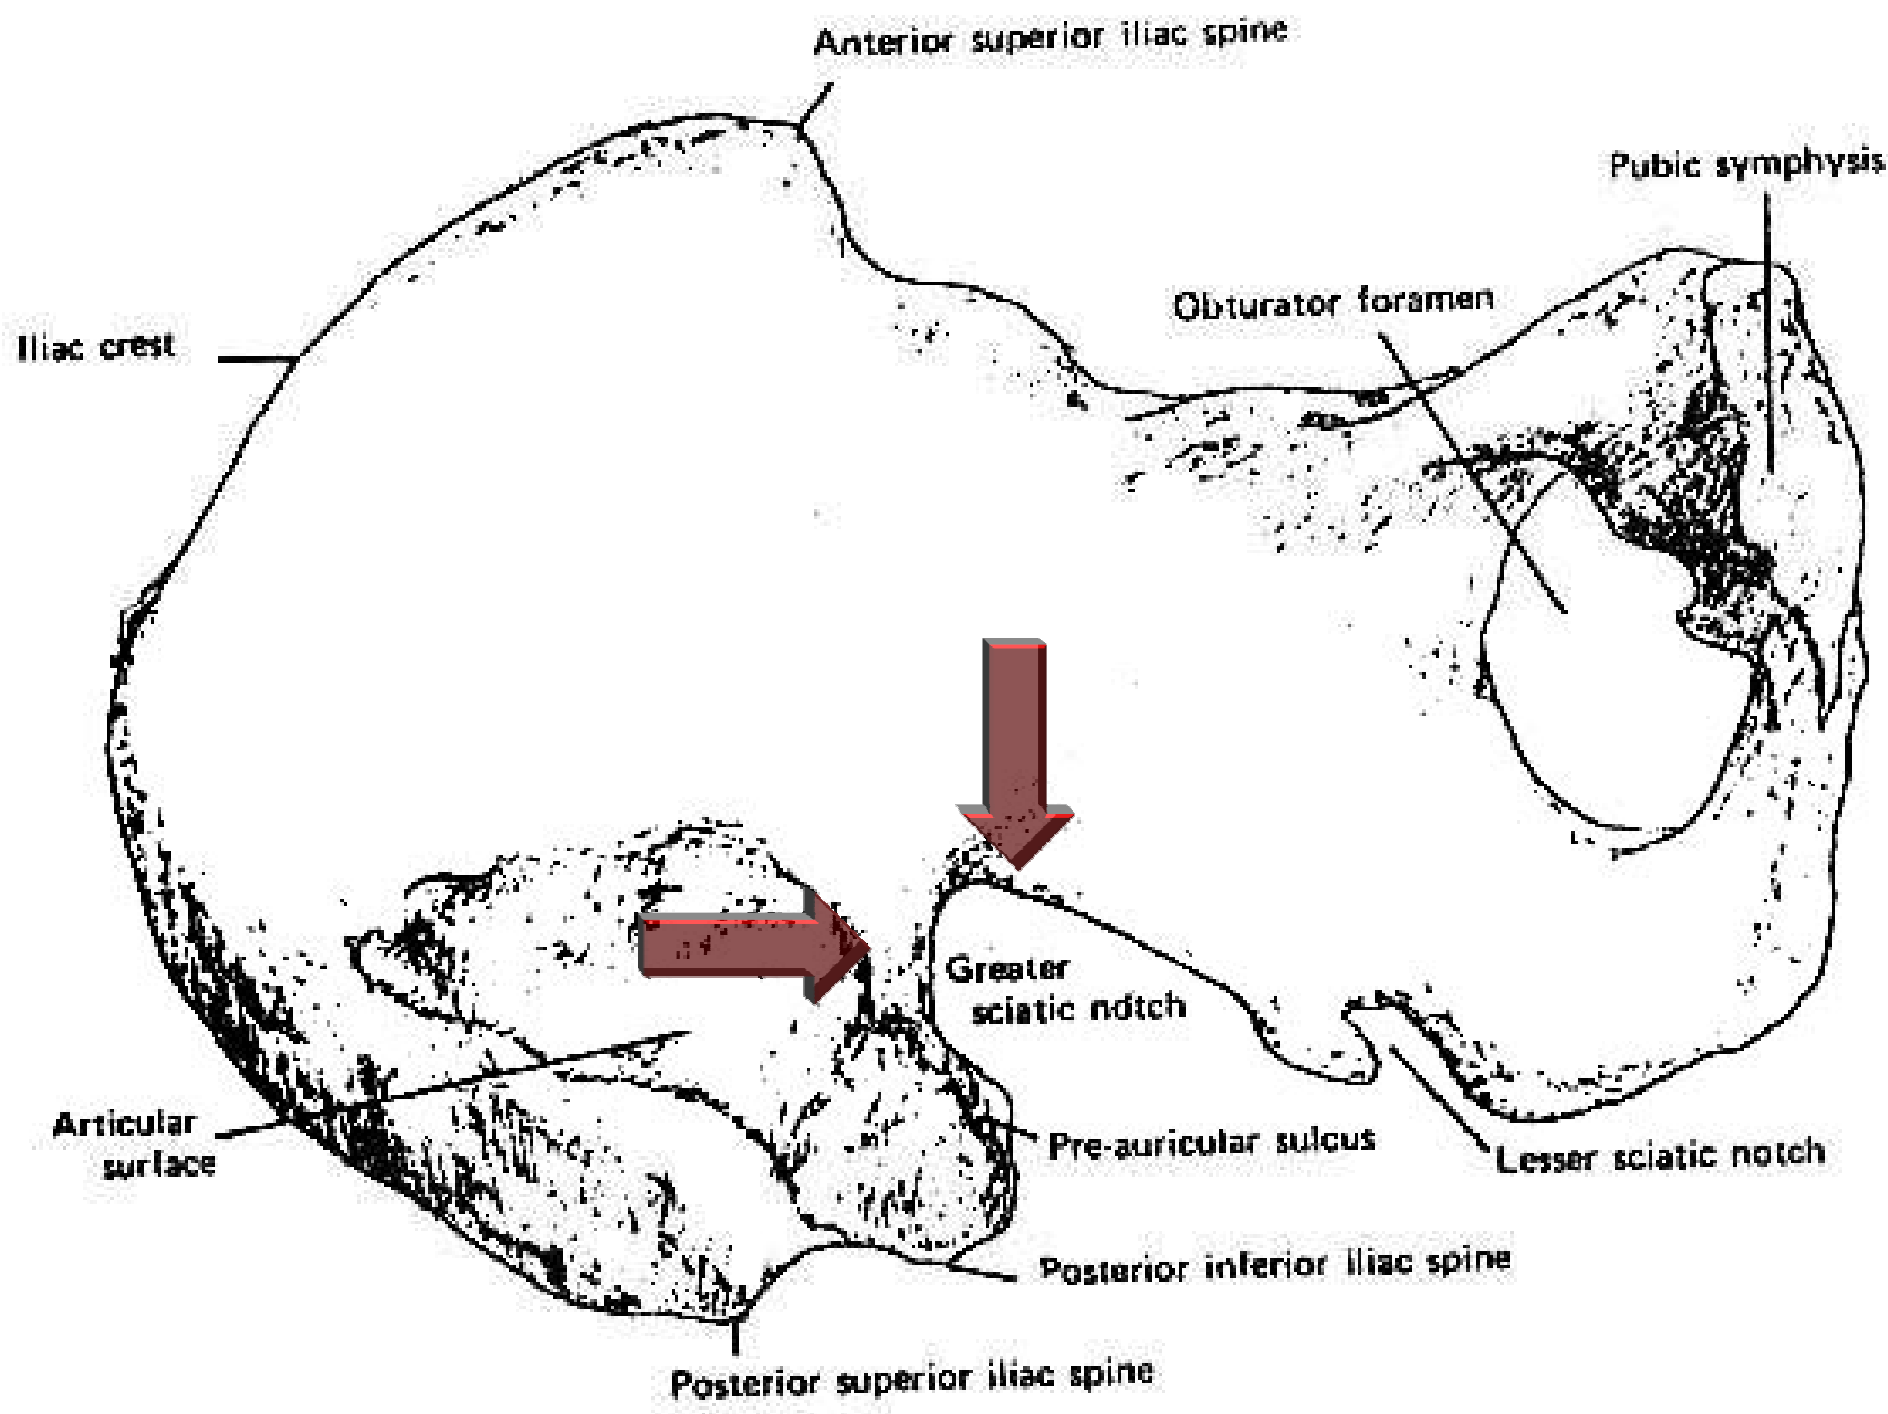 Anterior superior iliac spine
Pubic symphysis
Obturator foramen
Iliac crest
Greater
sciatic notch
Articular
surface
Pre-auricular sulcus
Lesser sciatic notch
Posterior inferior iliac spine
Posterior superior iliac spine